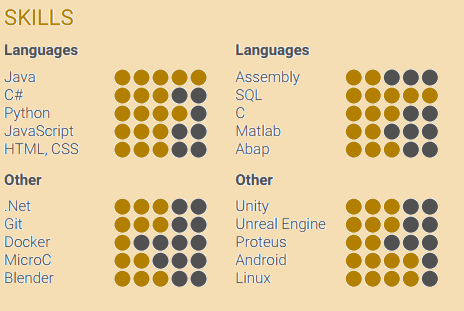 SKILLS
Languages
Java
C#
Python
JavaScript
HTML, CSS
Other
.Net
Git
Docker
MicroC
Blender
Languages
Assembly
SQL
C
Matlab
Abap
Other
Unity
Unreal Engine
Proteus
Android
Linux